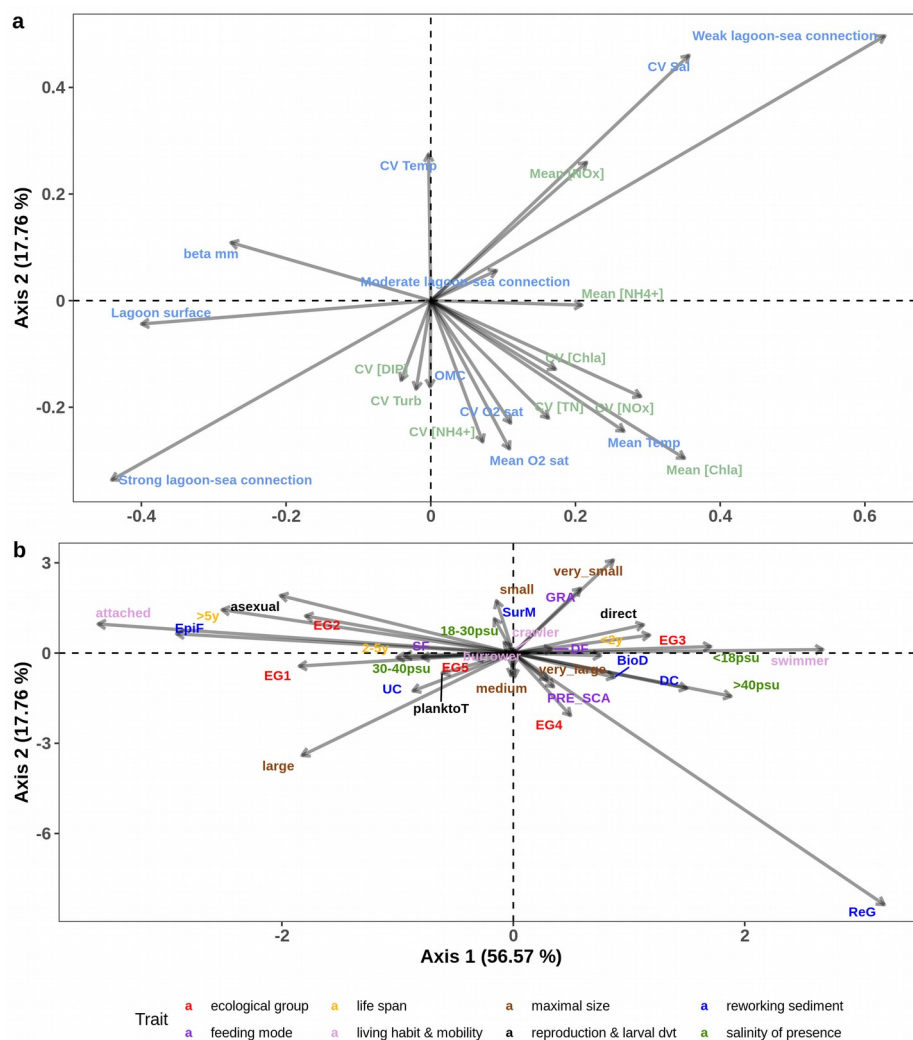 a
Weak lagoon-sea connection
CV Sal
0.4
Mean [NOx]
CV Temp
0.2
beta mm
Moderate lagoon-sea connection
Mean [NH4+]
0
Lagoon surface
CV [Chla]
CV [DIP]
OMC
CV Turb
CV O2 sat
CV [TN]
CV [NOx]
-0.2
CV [NH4+]
Mean Temp
Mean O2 sat
Mean [Chla]
Strong lagoon-sea connection
Axis 2 (17.76 %)
-0.4
-0.2
0
0.2
0.4
0.6
b
3
very_small
small
GRA
asexual
attached
>5y
SurM
direct
EpiF
EG2
18-30psu
crawler
<2y
EG3
2-5y
SF
DF
burrower
BioD
<18psu
swimmer
0
EG1
30-40psu
EG5
very_large
DC
>40psu
UC
medium
PRE_SCA
planktoT
EG4
large
-3
-6
ReG
Axis 2 (17.76 %)
-2
0
2
Axis 1 (56.57 %)
Trait
a ecological group
a life span
a maximal size
a reworking sediment
a feeding mode
a living habit & mobility
a reproduction & larval dvt
a salinity of presence